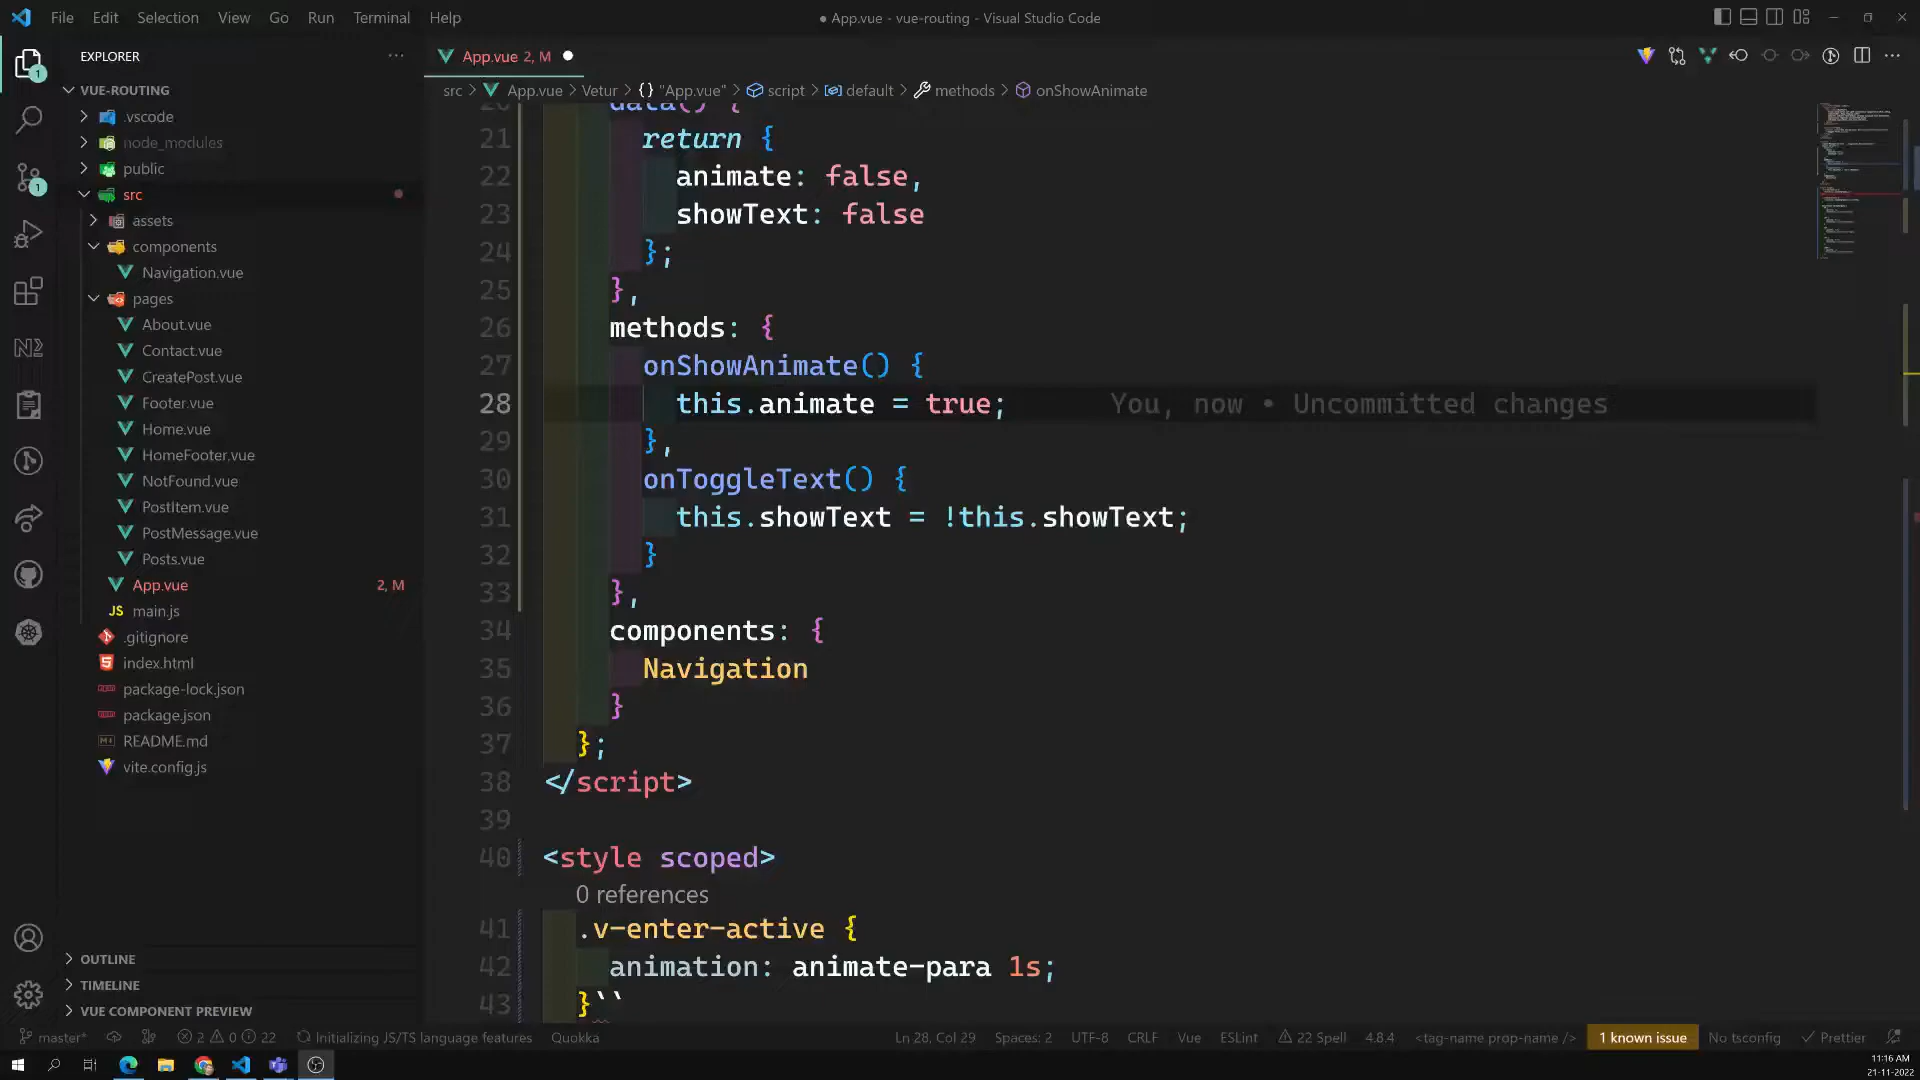 File Edit Selection View Go Run Terminal Help
● App.vue - vue-routing - Visual Studio Code
EXPLORER
App.vue 2, M
VUE-ROUTING
src > App.vue > Vetur > {} "App.vue" > script > default > methods > onShowAnimate
.vscode
node_modules
public
src
assets
components
Navigation.vue
pages
About.vue
Contact.vue
CreatePost.vue
Footer.vue
Home.vue
HomeFooter.vue
NotFound.vue
PostItem.vue
PostMessage.vue
Posts.vue
App.vue 2, M
JS main.js
.gitignore
index.html
package-lock.json
package.json
README.md
vite.config.js
OUTLINE
TIMELINE
VUE COMPONENT PREVIEW
1
1
20 data() {
21 return {
22 animate: false,
23 showText: false
24 };
25 },
26 methods: {
27 onShowAnimate() {
28 this.animate = true; You, now • Uncommitted changes
29 },
30 onToggleText() {
31 this.showText = !this.showText;
32 }
33 },
34 components: {
35 Navigation
36 }
37 };
38 </script>
39
40 <style scoped>
0 references
41 .v-enter-active {
42 animation: animate-para 1s;
43 }``
master* 2 0 22 Initializing JS/TS language features Quokka Ln 28, Col 29 Spaces: 2 UTF-8 CRLF Vue ESLint 22 Spell 4.8.4 <tag-name prop-name /> 1 known issue No tsconfig Prettier
11:16 AM
21-11-2022